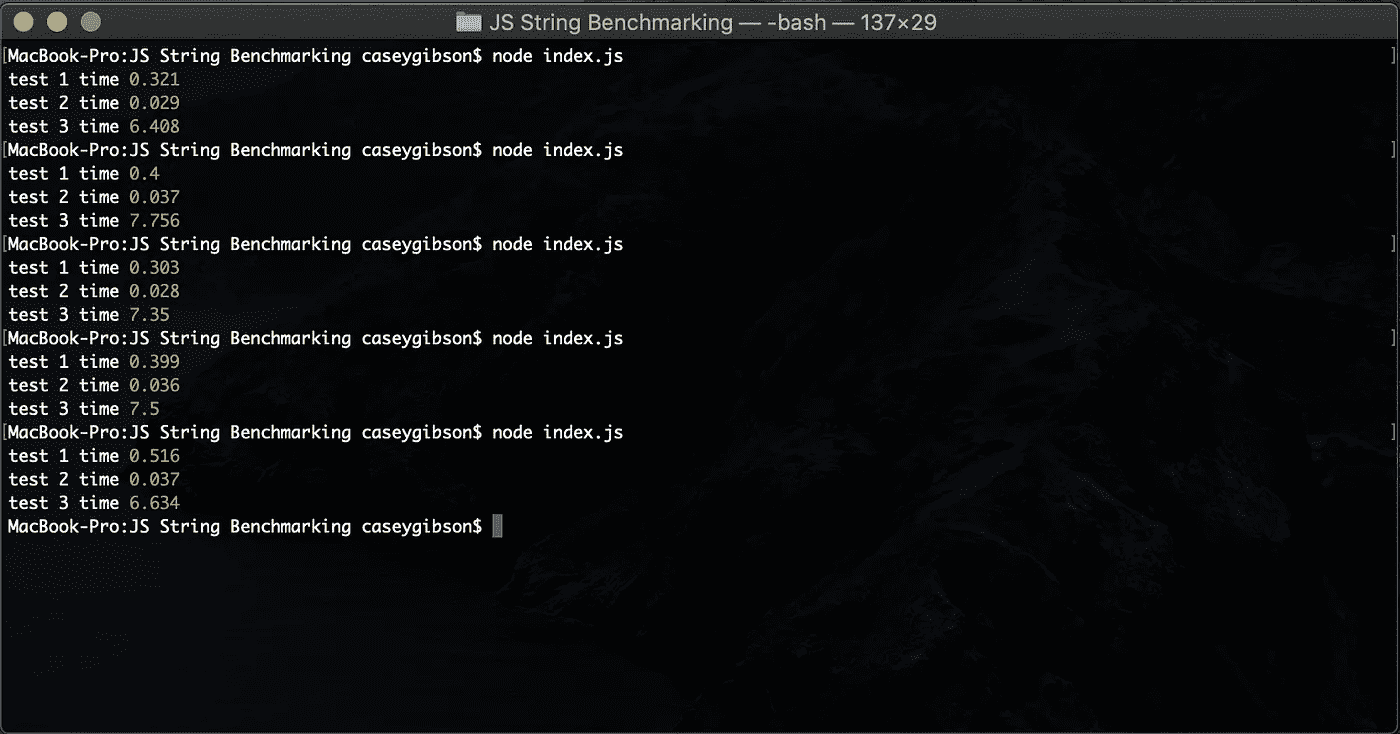 JS String Benchmarking — -bash — 137×29
[MacBook-Pro:JS String Benchmarking caseygibson$ node index.js ]
test 1 time 0.321
test 2 time 0.029
test 3 time 6.408
[MacBook-Pro:JS String Benchmarking caseygibson$ node index.js ]
test 1 time 0.4
test 2 time 0.037
test 3 time 7.756
[MacBook-Pro:JS String Benchmarking caseygibson$ node index.js ]
test 1 time 0.303
test 2 time 0.028
test 3 time 7.35
[MacBook-Pro:JS String Benchmarking caseygibson$ node index.js ]
test 1 time 0.399
test 2 time 0.036
test 3 time 7.5
[MacBook-Pro:JS String Benchmarking caseygibson$ node index.js ]
test 1 time 0.516
test 2 time 0.037
test 3 time 6.634
MacBook-Pro:JS String Benchmarking caseygibson$